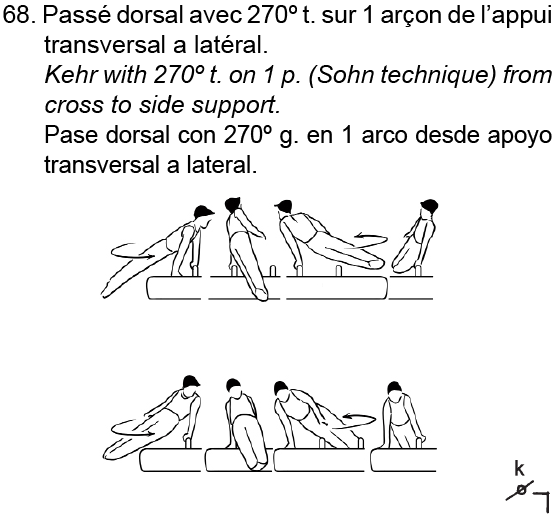 68. Passé dorsal avec 270º t. sur 1 arçon de l'appui
transversal a latéral.
Kehr with 270º t. on 1 p. (Sohn technique) from
cross to side support.
Pase dorsal con 270º g. en 1 arco desde apoyo
transversal a lateral.
k